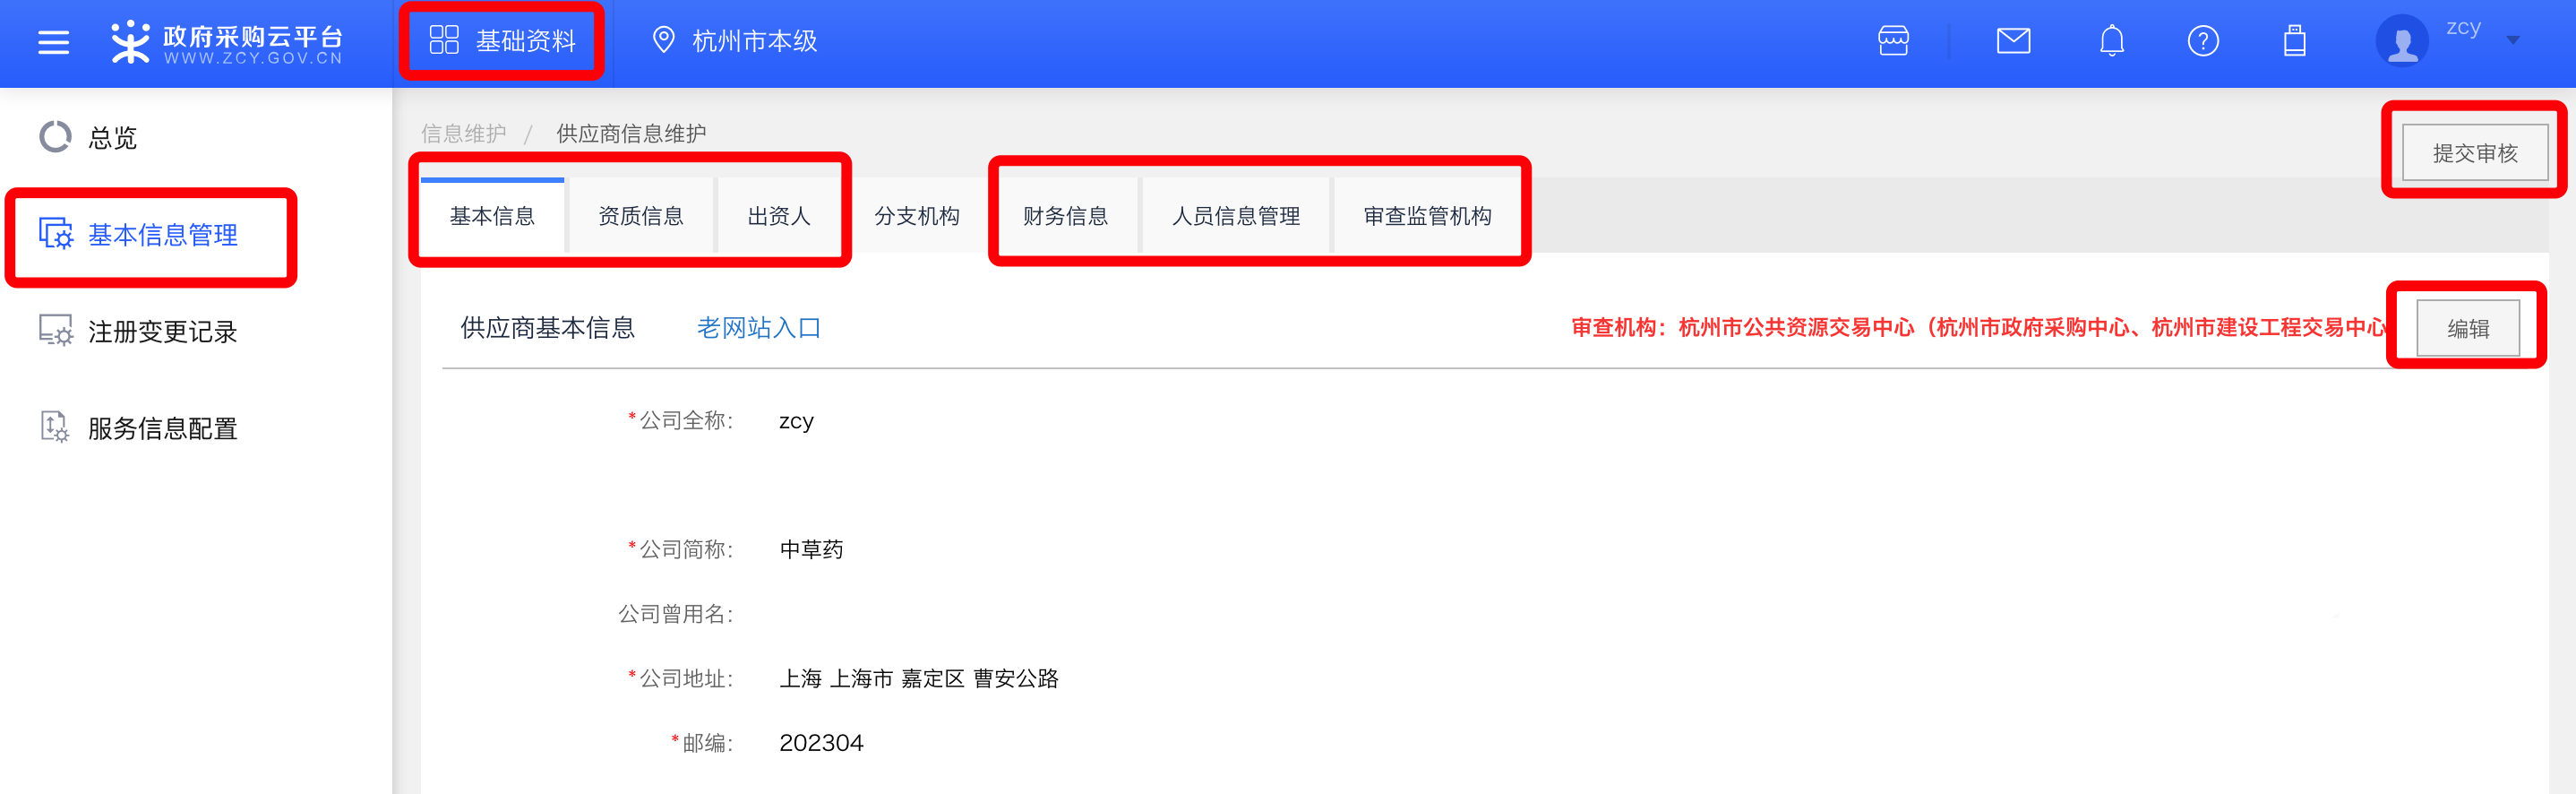 政府采购云平台
WWW.ZCY.GOV.CN
基础资料
杭州市本级
zcy
总览
基本信息管理
注册变更记录
服务信息配置
信息维护 / 供应商信息维护
提交审核
基本信息 资质信息 出资人 分支机构 财务信息 人员信息管理 审查监管机构
供应商基本信息 老网站入口 审查机构：杭州市公共资源交易中心（杭州市政府采购中心、杭州市建设工程交易中心 编辑
*公司全称： zcy
*公司简称： 中草药
公司曾用名：
*公司地址： 上海 上海市 嘉定区 曹安公路
*邮编： 202304